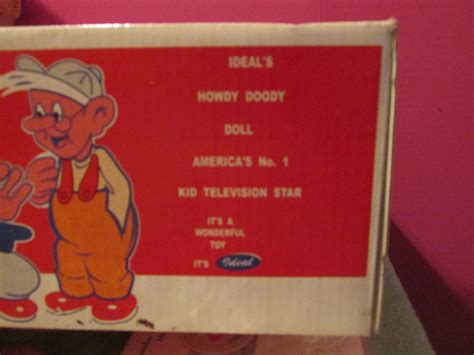 IDEAL'S
HOWDY DOODY
DOLL
AMERICA'S No. 1
KID TELEVISION STAR
IT'S A
WONDERFUL
TOY
IT'S Ideal